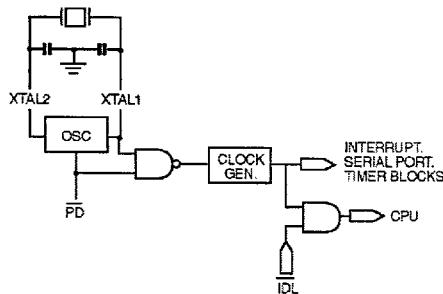 XTAL2
XTAL1
OSC
CLOCK
GEN.
INTERRUPT.
SERIAL PORT.
TIMER BLOCKS
CPU
PD
IDL